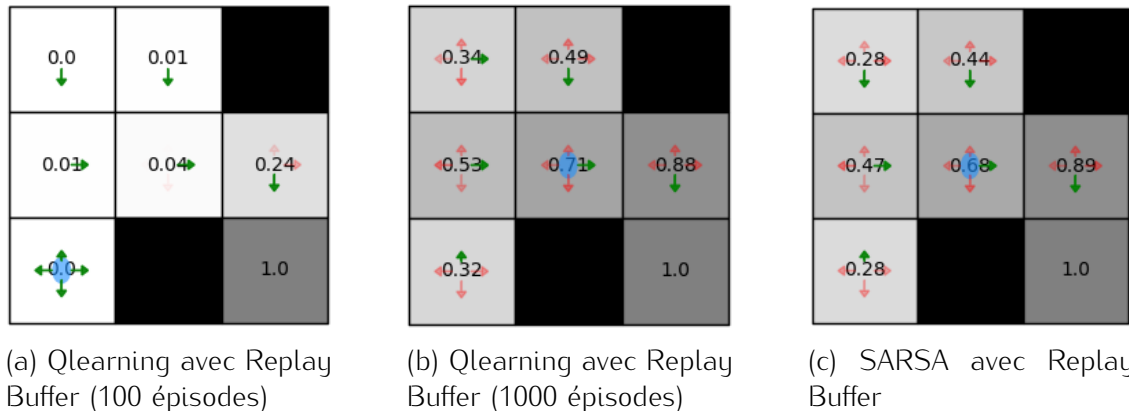 0.0 0.01
0.01 0.04 0.24
0.0 1.0
(a) Qlearning avec Replay
Buffer (100 épisodes)
0.34 0.49
0.53 0.71 0.88
0.32 1.0
(b) Qlearning avec Replay
Buffer (1000 épisodes)
0.28 0.44
0.47 0.68 0.89
0.28 1.0
(c) SARSA avec Replay
Buffer